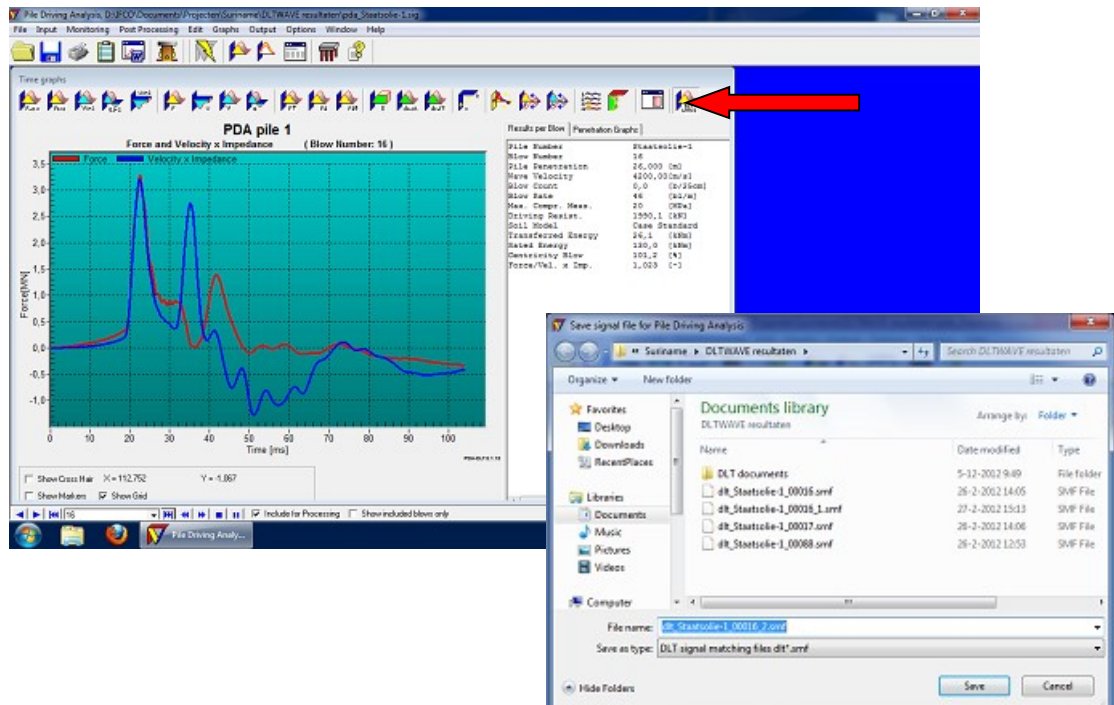 Pile Driving Analysis, D:\JFCO\Documents\Projecten\Suriname\DLTWAVE resultaten\pda_Staatsolie-1.sig
File Input Monitoring Post Processing Edit Graphs Output Options Window Help
Time graphs
PDA pile 1
Force and Velocity x Impedance ( Blow Number: 16 )
Force Velocity x Impedance
3,5
3,0
2,5
2,0
1,5
1,0
0,5
0,0
-0,5
-1,0
Force[MN]
0 10 20 30 40 50 60 70 80 90 100
Time [ms]
Results per Blow Penetration Graphs
Pile Number Staatsolie-1
Blow Number 16
Pile Penetration 26,000 [m]
Wave Velocity 4200,00[m/s]
Blow Count 0,0 [b/25cm]
Blow Rate 46 [bl/m]
Max. Compr. Meas. 20 [MPa]
Driving Resist. 1990,1 [kN]
Soil Model Case Standard
Transferred Energy 26,1 [kNm]
Rated Energy 120,0 [kNm]
Centricity Blow 101,2 [%]
Force/Vel. x Imp. 1,023 [-]
Show Cross Hair X = 112,752 Y = -1,067
Show Markers Show Grid
16 Include for Processing Show included blows only
Pile Driving Analy...
Save signal file for Pile Driving Analysis
Suriname DLTWAVE resultaten
Search DLTWAVE resultaten
Organize New folder
Favorites
Desktop
Downloads
RecentPlaces
Libraries
Documents
Music
Pictures
Videos
Computer
Documents library
DLTWAVE resultaten
Arrange by: Folder
Name Date modified Type
DLT documents 5-12-2012 9:49 File folder
dlt_Staatsolie-1_00016.smf 26-2-2012 14:05 SMF File
dlt_Staatsolie-1_00016_1.smf 27-2-2012 15:13 SMF File
dlt_Staatsolie-1_00017.smf 26-2-2012 14:06 SMF File
dlt_Staatsolie-1_00088.smf 26-2-2012 12:53 SMF File
File name: dlt_Staatsolie-1_00016_2.smf
Save as type: DLT signal matching files dlt*.smf
Hide Folders
Save Cancel